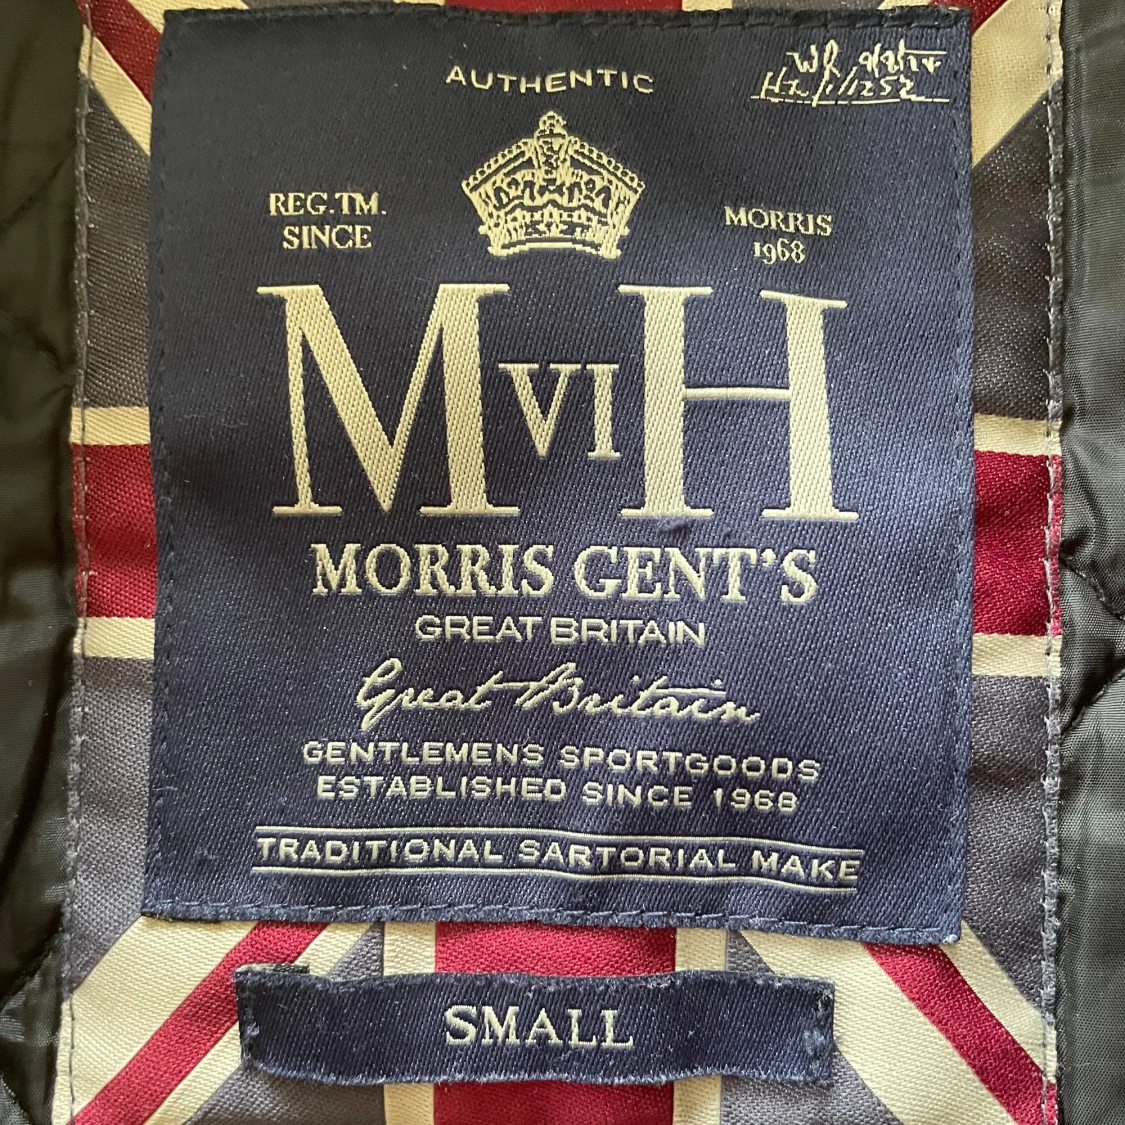 AUTHENTIC
REG.TM.
SINCE
MORRIS
1968
M VI H
MORRIS GENT'S
GREAT BRITAIN
Great Britain
GENTLEMENS SPORTGOODS
ESTABLISHED SINCE 1968
TRADITIONAL SARTORIAL MAKE
SMALL